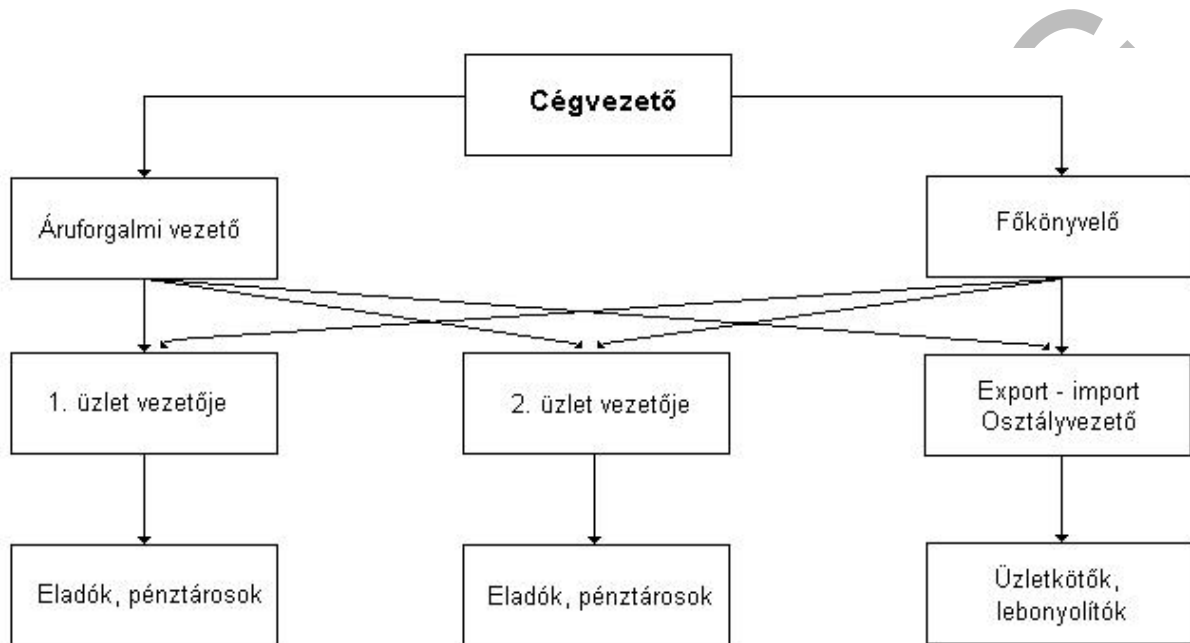 Cégvezető
Áruforgalmi vezető
Főkönyvelő
1. üzlet vezetője
2. üzlet vezetője
Export - import
Osztályvezető
Eladók, pénztárosok
Eladók, pénztárosok
Üzletkötők,
lebonyolítók